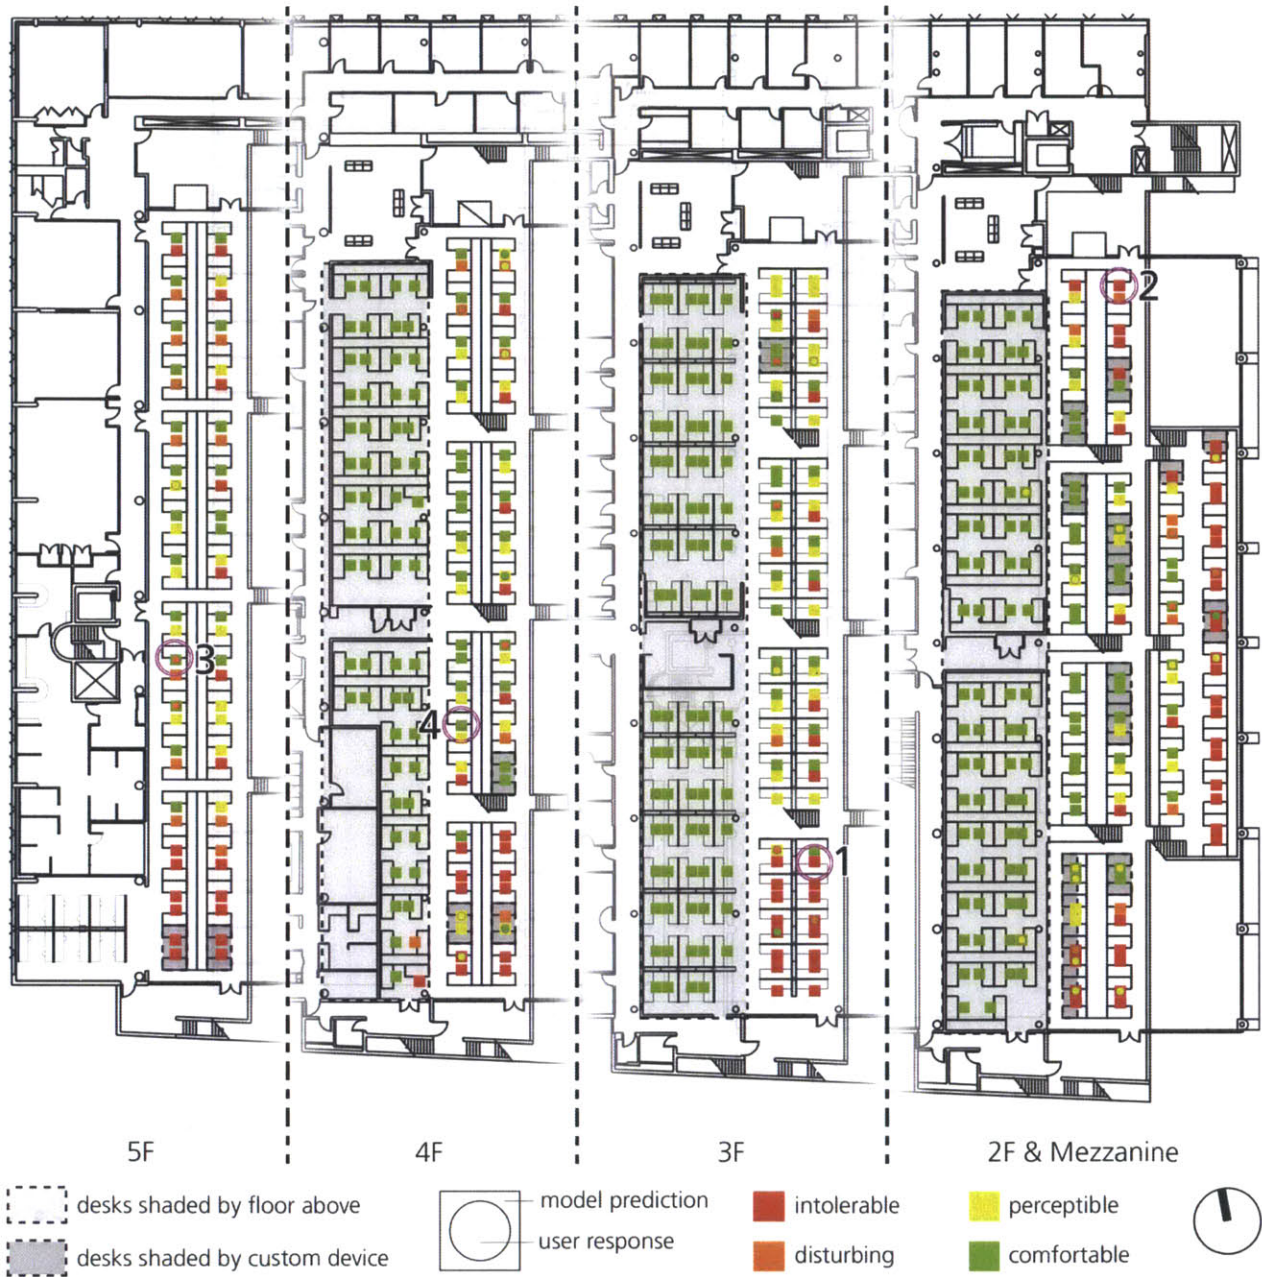 2
3
4
1
5F
4F
3F
2F & Mezzanine
desks shaded by floor above
desks shaded by custom device
model prediction
user response
intolerable
disturbing
perceptible
comfortable